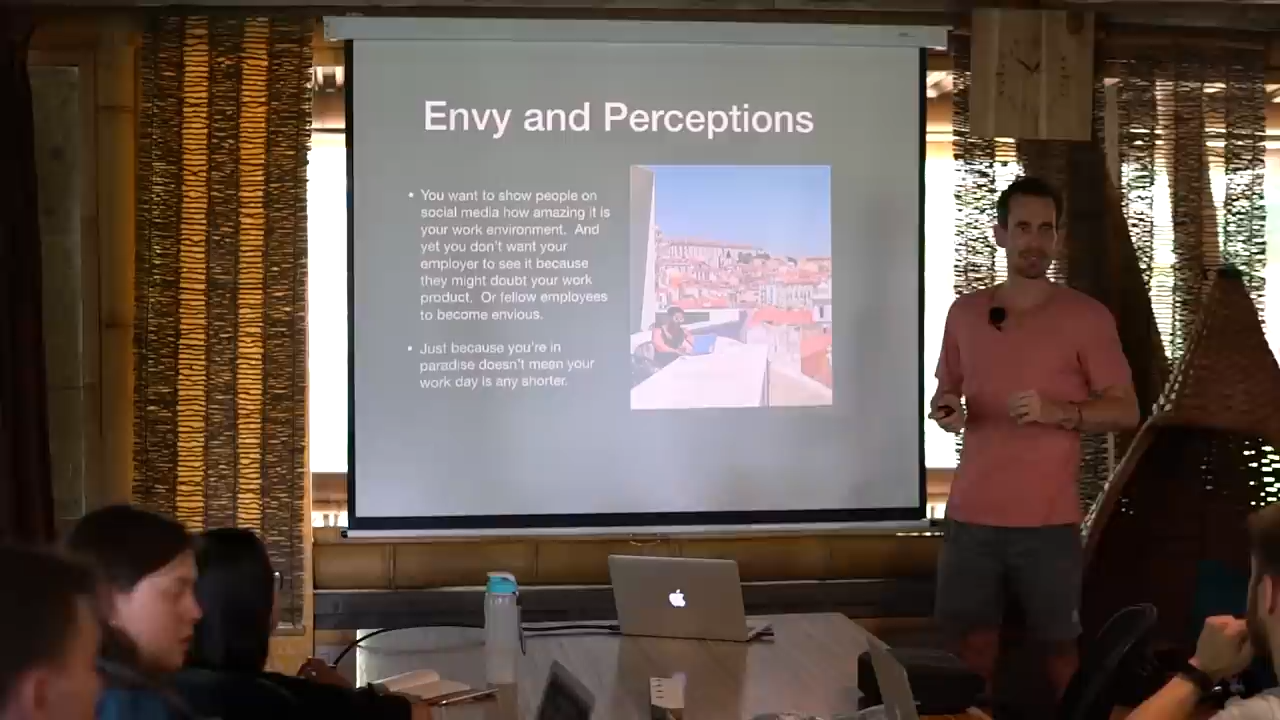 Envy and Perceptions
• You want to show people on
social media how amazing it is
your work environment. And
yet you don't want your
employer to see it because
they might doubt your work
product. Or fellow employees
to become envious.
• Just because you're in
paradise doesn't mean your
work day is any shorter.